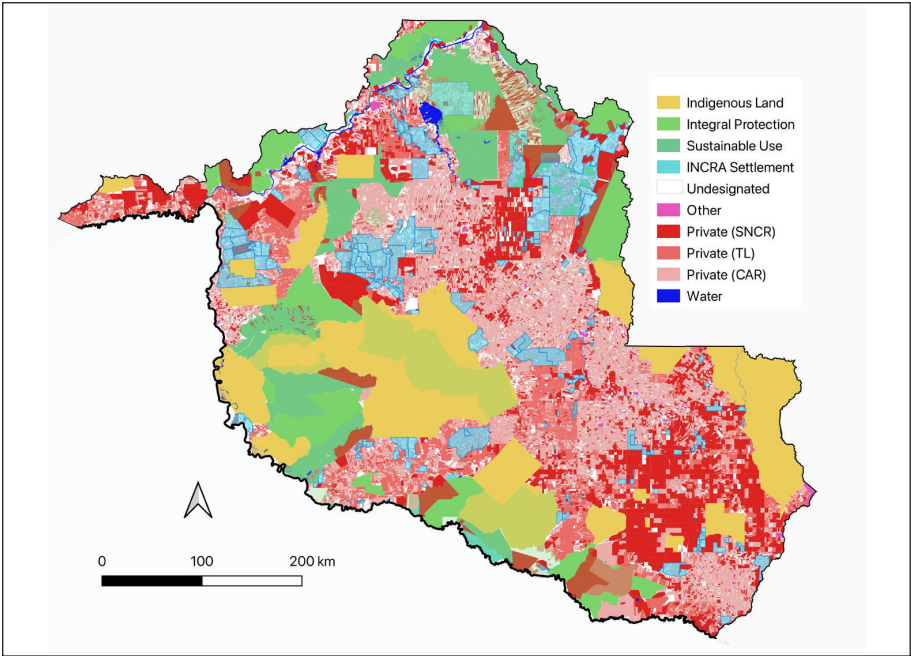 Indigenous Land
Integral Protection
Sustainable Use
INCRA Settlement
Undesignated
Other
Private (SNCR)
Private (TL)
Private (CAR)
Water
0 100 200 km